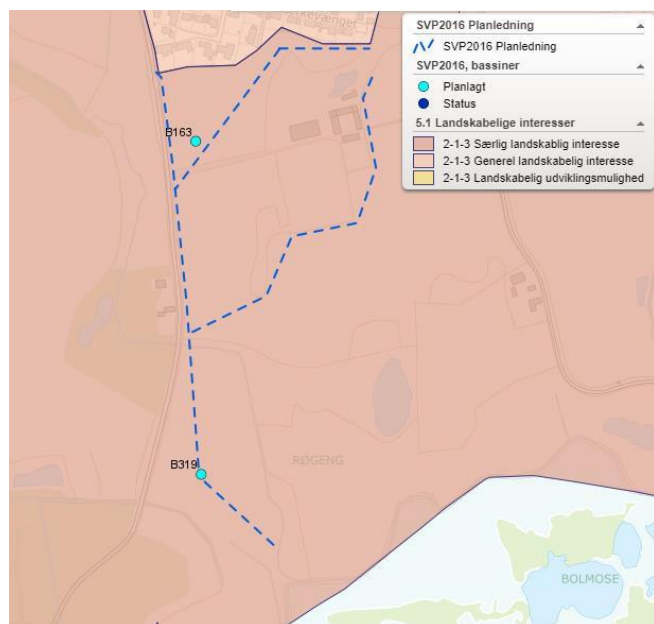 SVP2016 Planledning
SVP2016 Planledning
SVP2016, bassiner
Planlagt
Status
5.1 Landskabelige interesser
2-1-3 Særlig landskablig interesse
2-1-3 Generel landskabelig interesse
2-1-3 Landskabelig udviklingsmulighed
B163
B319
RØGENG
BOLMOSE